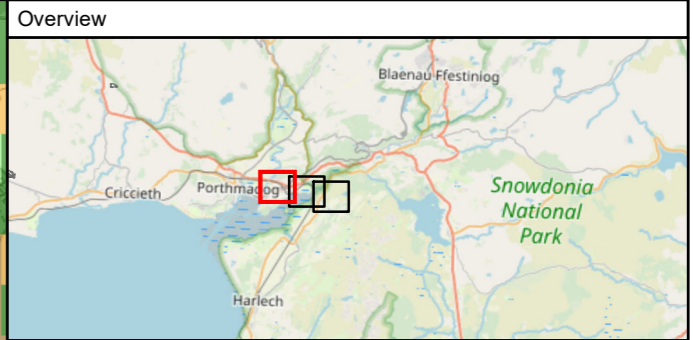 Overview
Blaenau Ffestiniog
Porthmadog
Criccieth
Snowdonia
National
Park
Harlech